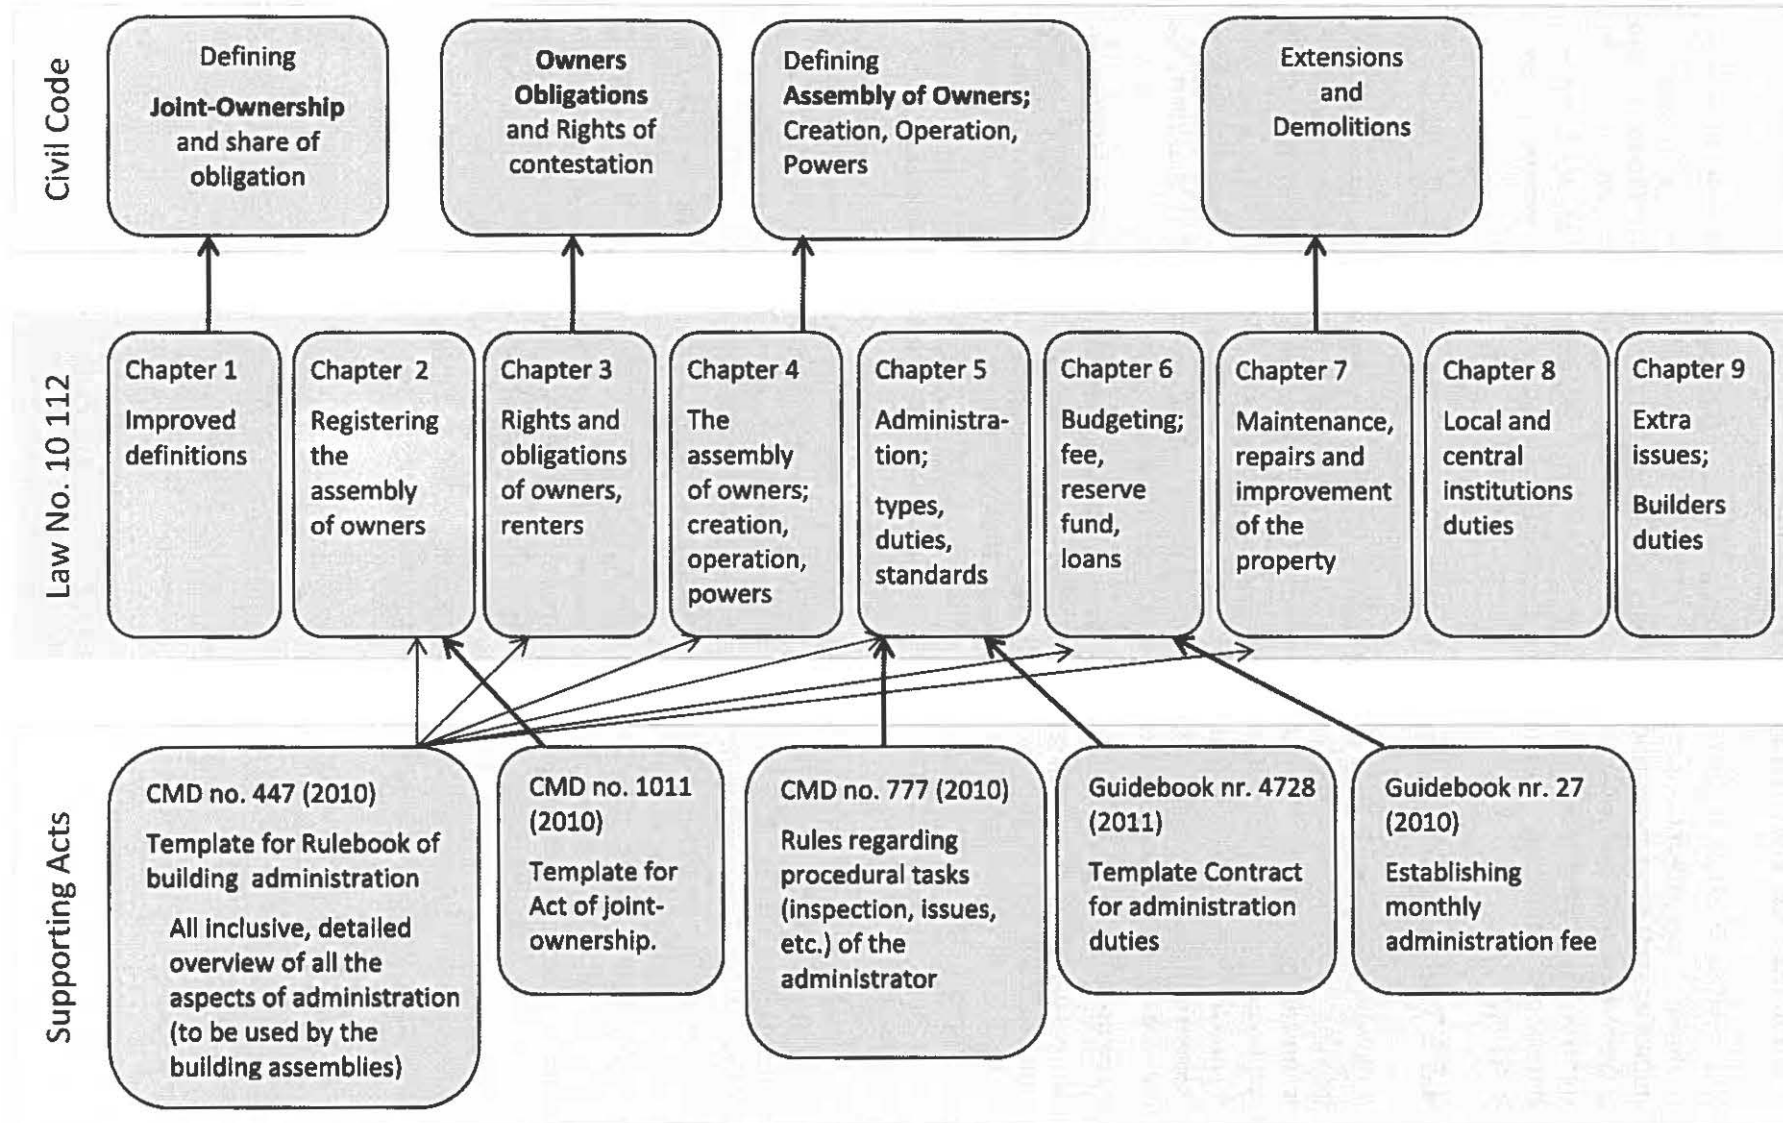 Civil Code
Defining
Joint-Ownership
and share of
obligation
Owners
Obligations
and Rights of
contestation
Defining
Assembly of Owners;
Creation, Operation,
Powers
Extensions
and
Demolitions
Law No. 10 112
Chapter 1
Improved
definitions
Chapter 2
Registering
the
assembly
of owners
Chapter 3
Rights and
obligations
of owners,
renters
Chapter 4
The
assembly
of owners;
creation,
operation,
powers
Chapter 5
Administra-
tion;
types,
duties,
standards
Chapter 6
Budgeting;
fee,
reserve
fund,
loans
Chapter 7
Maintenance,
repairs and
improvement
of the
property
Chapter 8
Local and
central
institutions
duties
Chapter 9
Extra
issues;
Builders
duties
Supporting Acts
CMD no. 447 (2010)
Template for Rulebook of
building administration
All inclusive, detailed
overview of all the
aspects of administration
(to be used by the
building assemblies)
CMD no. 1011
(2010)
Template for
Act of joint-
ownership.
CMD no. 777 (2010)
Rules regarding
procedural tasks
(inspection, issues,
etc.) of the
administrator
Guidebook nr. 4728
(2011)
Template Contract
for administration
duties
Guidebook nr. 27
(2010)
Establishing
monthly
administration fee